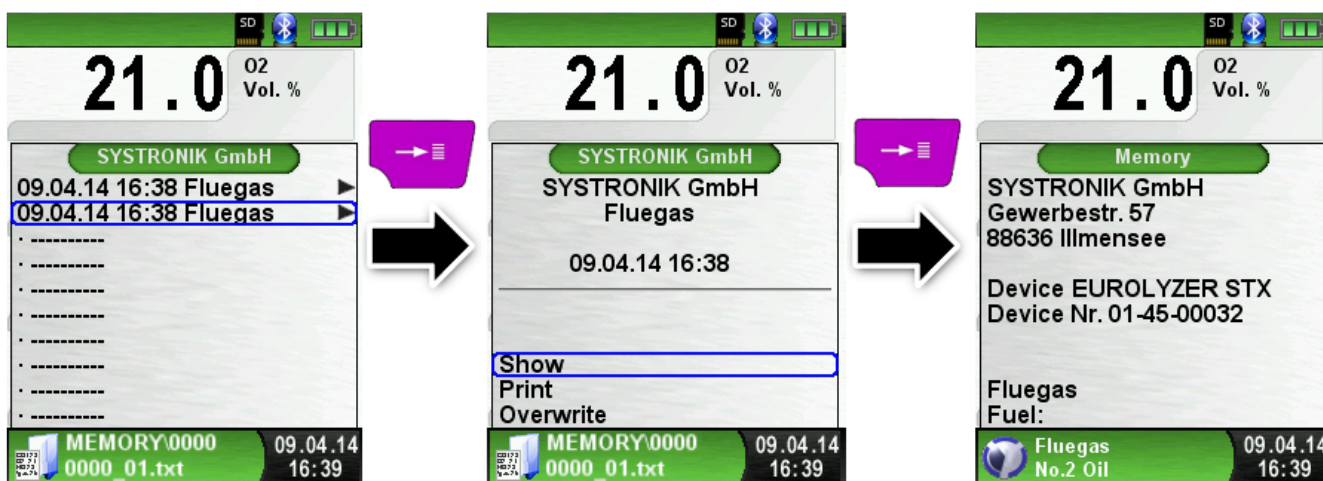 SD
21.0
O2
Vol. %
SYSTRONIK GmbH
09.04.14 16:38 Fluegas
09.04.14 16:38 Fluegas
· ----------
· ----------
· ----------
· ----------
· ----------
· ----------
· ----------
· ----------
MEMORY\0000
0000_01.txt
09.04.14
16:39
SD
21.0
O2
Vol. %
SYSTRONIK GmbH
SYSTRONIK GmbH
Fluegas
09.04.14 16:38
Show
Print
Overwrite
MEMORY\0000
0000_01.txt
09.04.14
16:39
SD
21.0
O2
Vol. %
Memory
SYSTRONIK GmbH
Gewerbestr. 57
88636 Illmensee
Device EUROLYZER STX
Device Nr. 01-45-00032
Fluegas
Fuel:
Fluegas
No.2 Oil
09.04.14
16:39